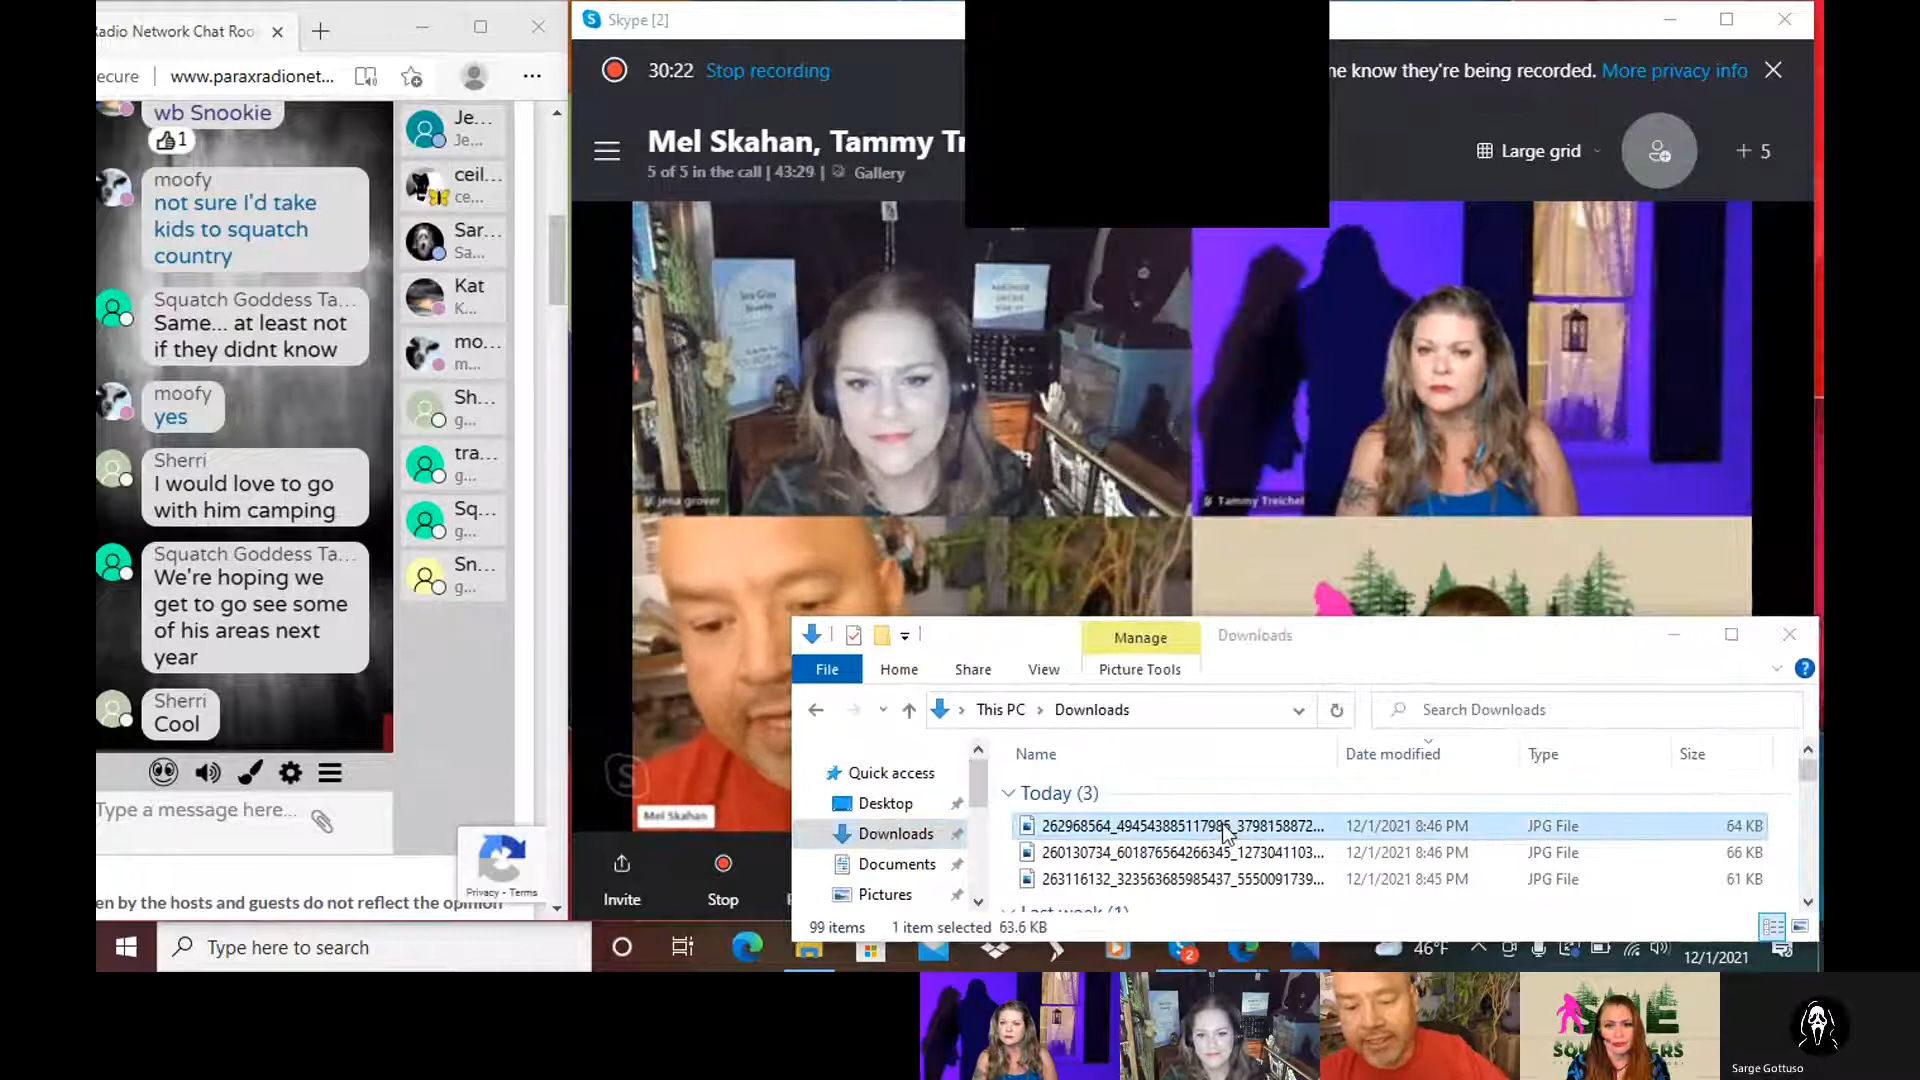 Radio Network Chat Roo
ecure
www.paraxradionet...
wb Snookie
1
moofy
not sure I'd take
kids to squatch
country
Squatch Goddess Ta...
Same... at least not
if they didnt know
moofy
yes
Sherri
I would love to go
with him camping
Squatch Goddess Ta...
We're hoping we
get to go see some
of his areas next
year
Sherri
Cool
Type a message here...
Privacy - Terms
en by the hosts and guests do not reflect the opinion
Je...
Je...
ceil...
ce...
Sar...
Sa...
Kat
K...
mo...
m...
Sh...
g...
tra...
g...
Sq...
g...
Sn...
g...
Skype [2]
30:22 Stop recording
ne know they're being recorded. More privacy info
Mel Skahan, Tammy Tr
5 of 5 in the call | 43:29 | Gallery
Large grid
+ 5
jena grover
Tammy Treichel
Mel Skahan
Invite
Stop
Manage
Downloads
File
Home
Share
View
Picture Tools
This PC > Downloads
Search Downloads
Name
Date modified
Type
Size
Quick access
Desktop
Downloads
Documents
Pictures
Today (3)
262968564_494543885117985_3798158872... 12/1/2021 8:46 PM JPG File 64 KB
260130734_601876564266345_1273041103... 12/1/2021 8:46 PM JPG File 66 KB
263116132_323563685985437_5550091739... 12/1/2021 8:45 PM JPG File 61 KB
Last week (1)
99 items 1 item selected 63.6 KB
Type here to search
2
46°F
12/1/2021
Sarge Gottuso